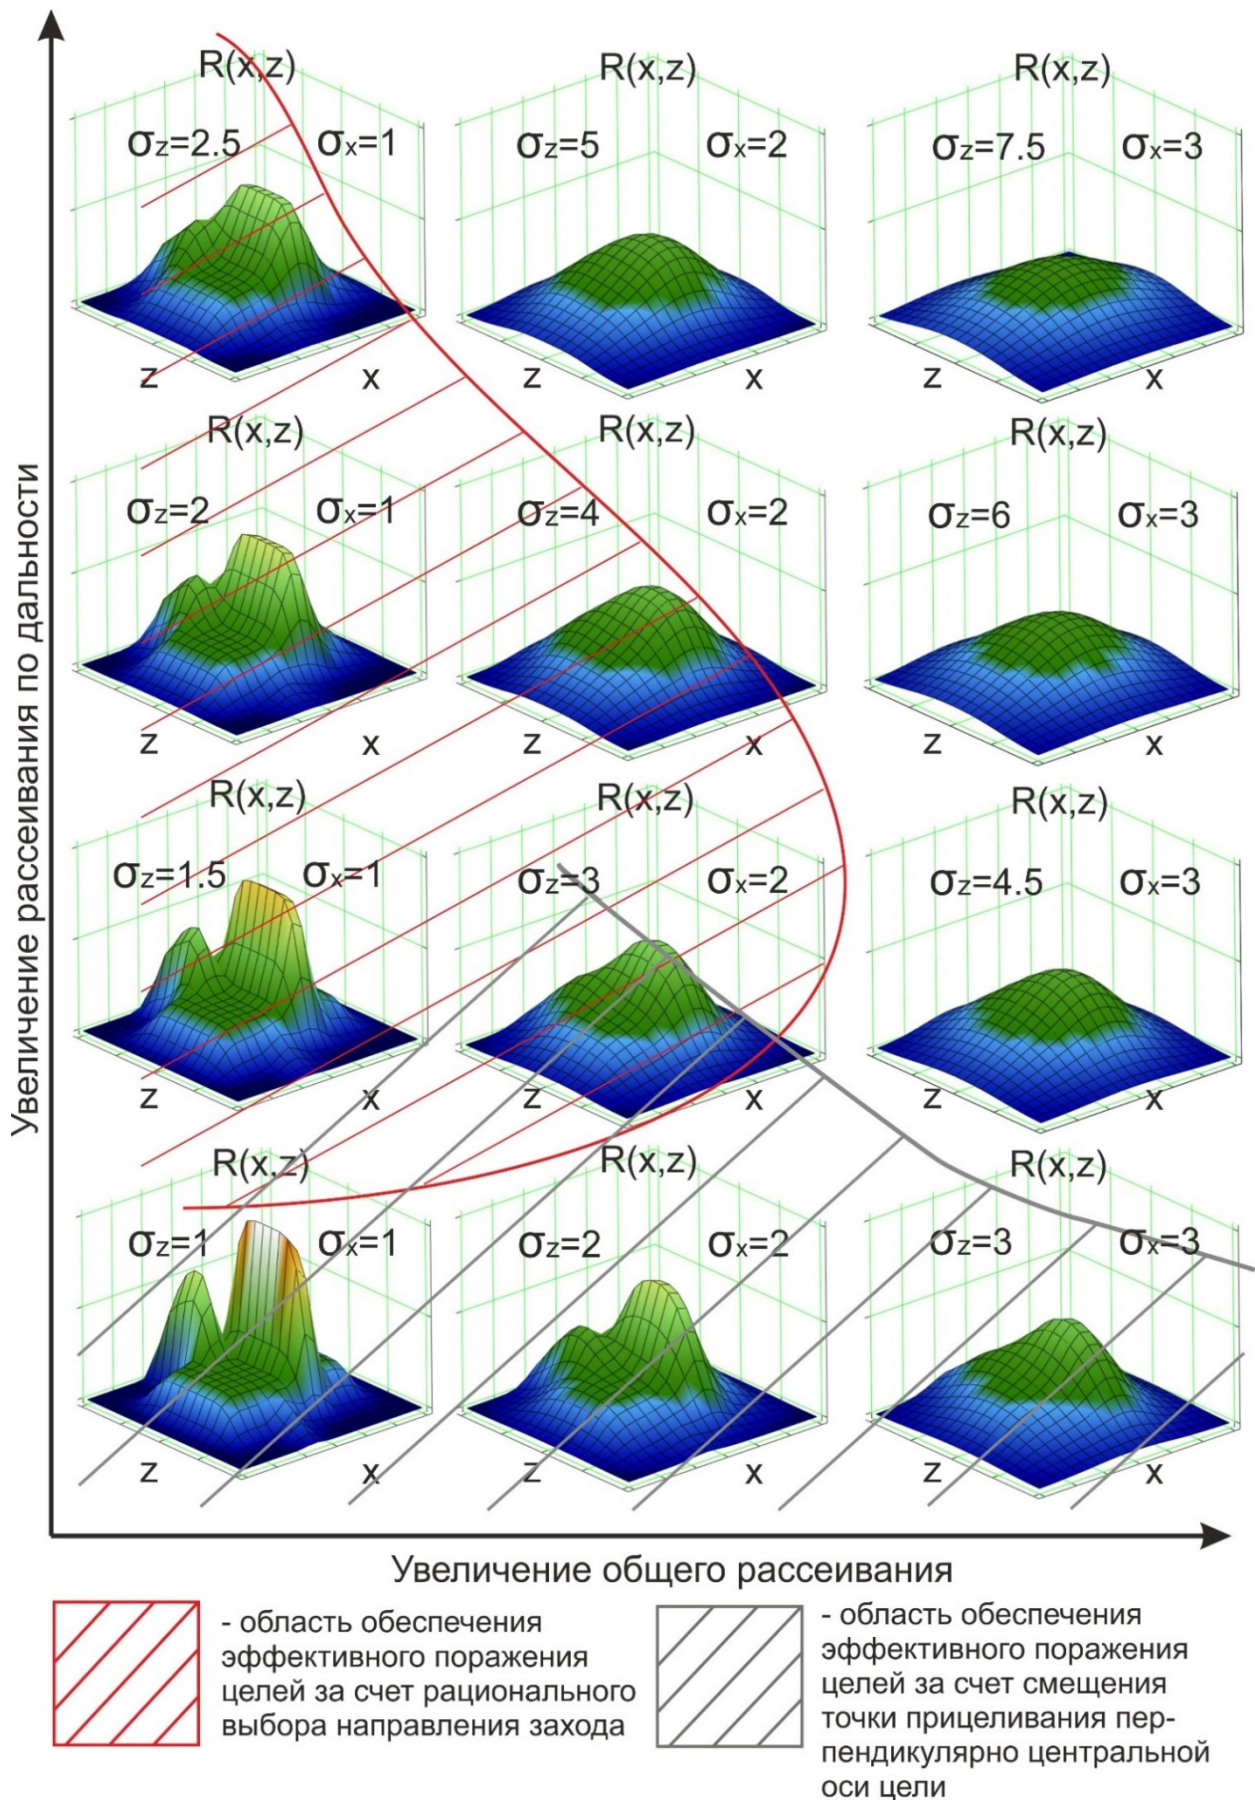 R(x,z)
R(x,z)
R(x,z)
σz=2.5
σx=1
σz=5
σx=2
σz=7.5
σx=3
z
x
z
x
z
x
R(x,z)
R(x,z)
R(x,z)
σz=2
σx=1
σz=4
σx=2
σz=6
σx=3
z
x
z
x
z
x
R(x,z)
R(x,z)
R(x,z)
σz=1.5
σx=1
σz=3
σx=2
σz=4.5
σx=3
z
x
z
x
z
x
R(x,z)
R(x,z)
R(x,z)
σz=1
σx=1
σz=2
σx=2
σz=3
σx=3
z
x
z
x
z
x
Увеличение рассеивания по дальности
Увеличение общего рассеивания
- область обеспечения
эффективного поражения
целей за счет рационального
выбора направления захода
- область обеспечения
эффективного поражения
целей за счет смещения
точки прицеливания пер-
пендикулярно центральной
оси цели